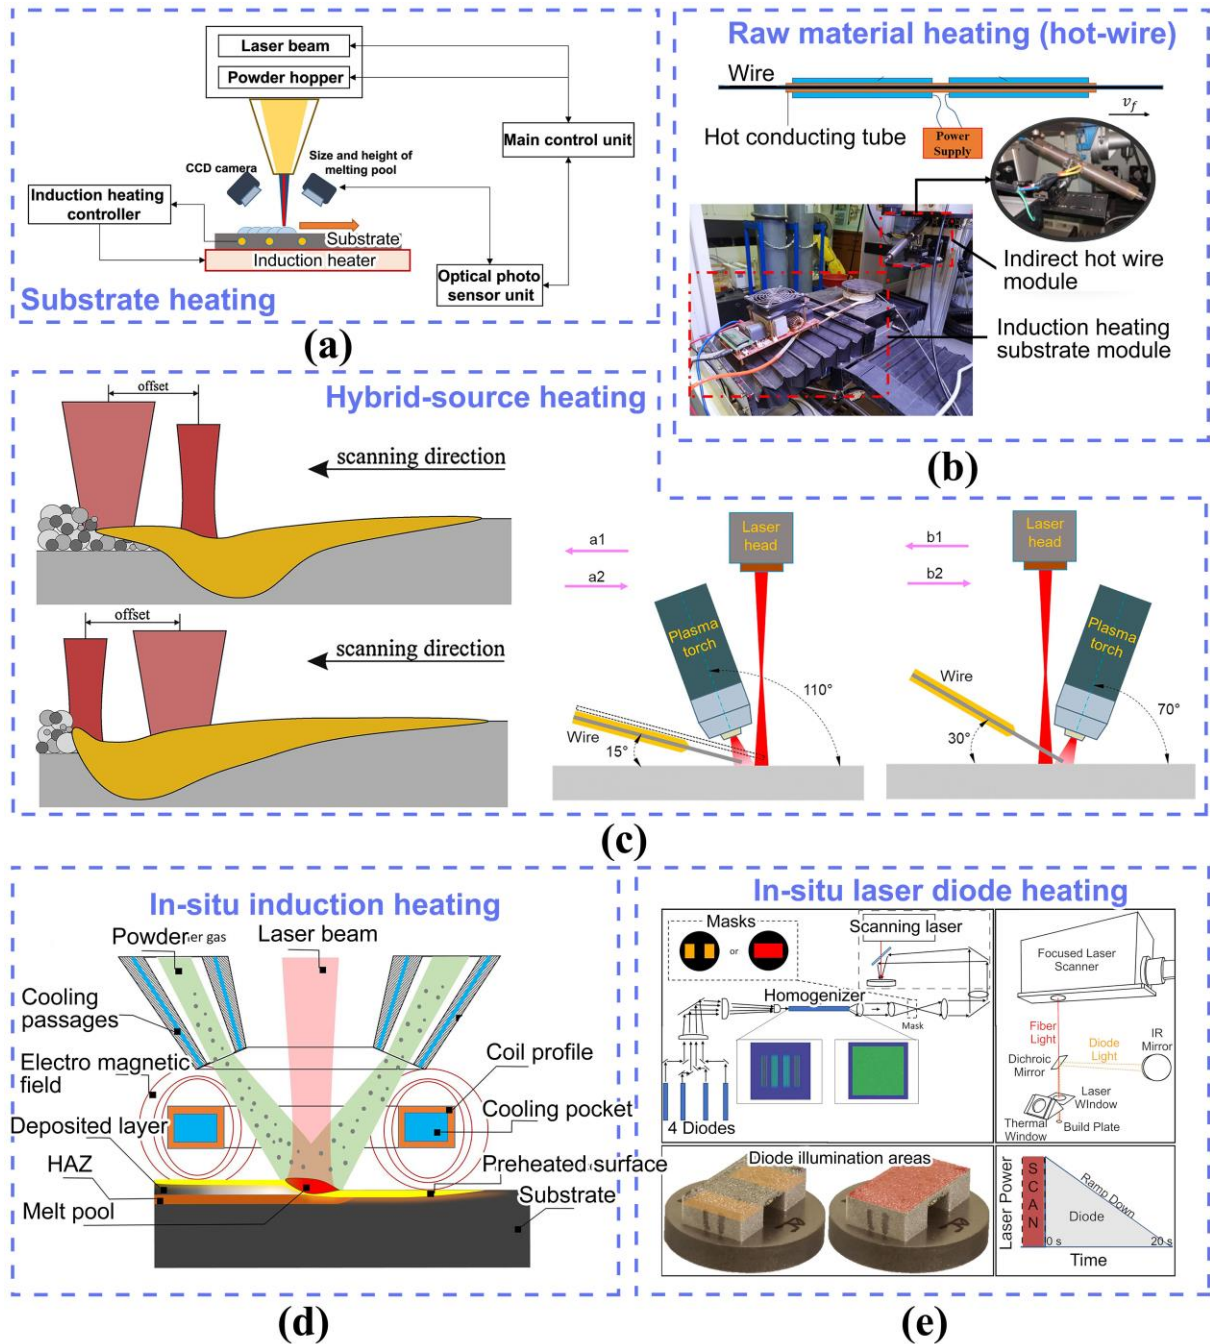 Laser beam
Powder hopper
Main control unit
CCD camera
Size and height of
melting pool
Induction heating
controller
Substrate
Induction heater
Optical photo
sensor unit
Substrate heating
(a)
Raw material heating (hot-wire)
Wire
v_f
Hot conducting tube
Power
Supply
Indirect hot wire
module
Induction heating
substrate module
(b)
Hybrid-source heating
offset
scanning direction
offset
scanning direction
a1
a2
Laser
head
Plasma
torch
110°
Wire
15°
b1
b2
Laser
head
Plasma
torch
Wire
70°
30°
(c)
In-situ induction heating
Powder
er gas
Laser beam
Cooling
passages
Electro magnetic
field
Coil profile
Cooling pocket
Deposited layer
HAZ
Preheated surface
Substrate
Melt pool
(d)
In-situ laser diode heating
Masks
or
Scanning laser
Homogenizer
Mask
4 Diodes
Focused Laser
Scanner
Fiber
Light
Diode
Light
IR
Mirror
Dichroic
Mirror
Laser WIndow
Thermal
Window
Build Plate
Diode illumination areas
Laser Power
SCAN
Ramp Down
Diode
0 s
20 s
Time
(e)